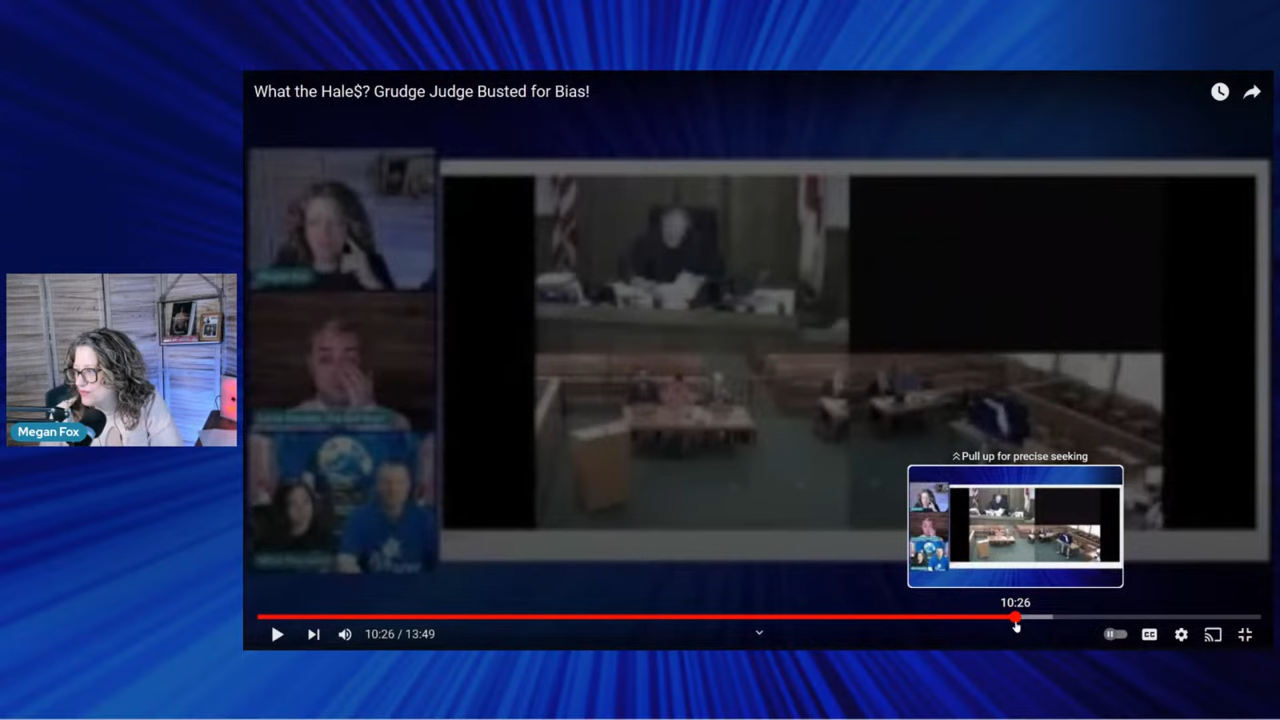 What the Hale$? Grudge Judge Busted for Bias!
Megan Fox
Pull up for precise seeking
10:26
10:26 / 13:49
CC